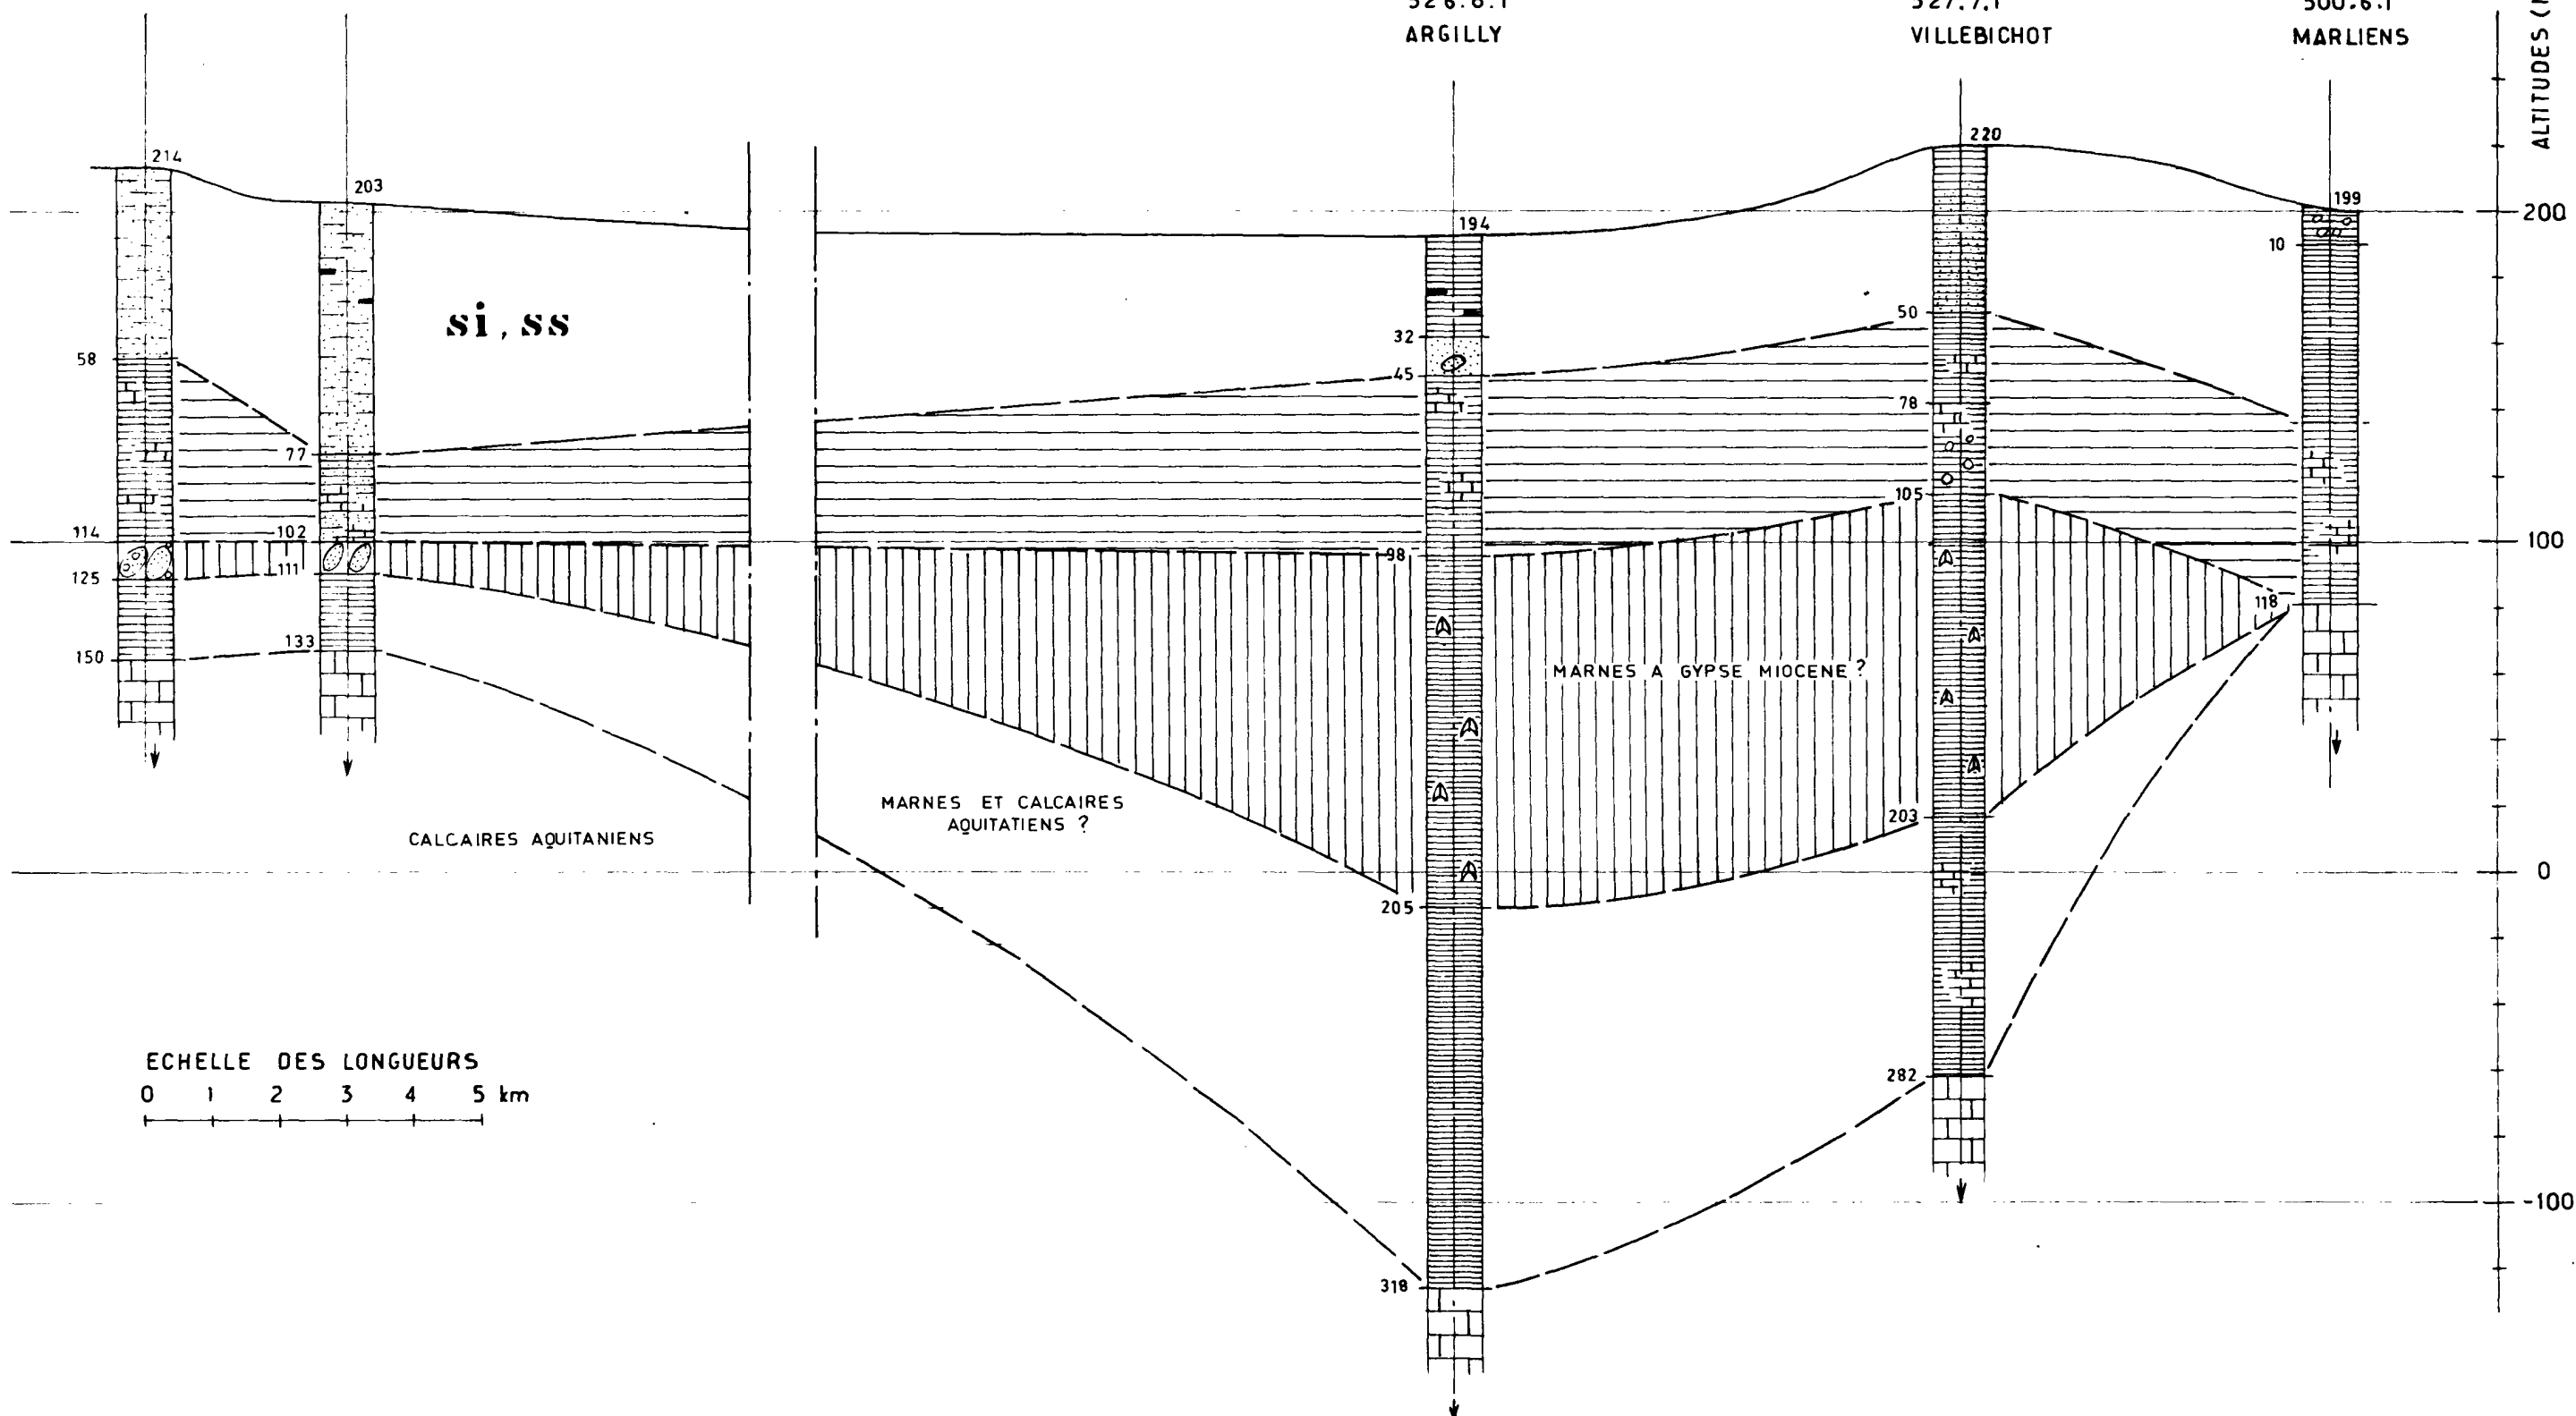 ARGILLY
VILLEBICHOT
MARLIENS
ALTITUDES
220
214
203
199
200
194
10
si, ss
50
32
58
45
78
77
105
114
102
98
100
125
111
118
133
150
MARNES A GYPSE MIOCENE ?
MARNES ET CALCAIRES
AQUITATIENS ?
203
CALCAIRES AQUITANIENS
0
205
ECHELLE DES LONGUEURS
0 1 2 3 4 5 km
282
-100
318